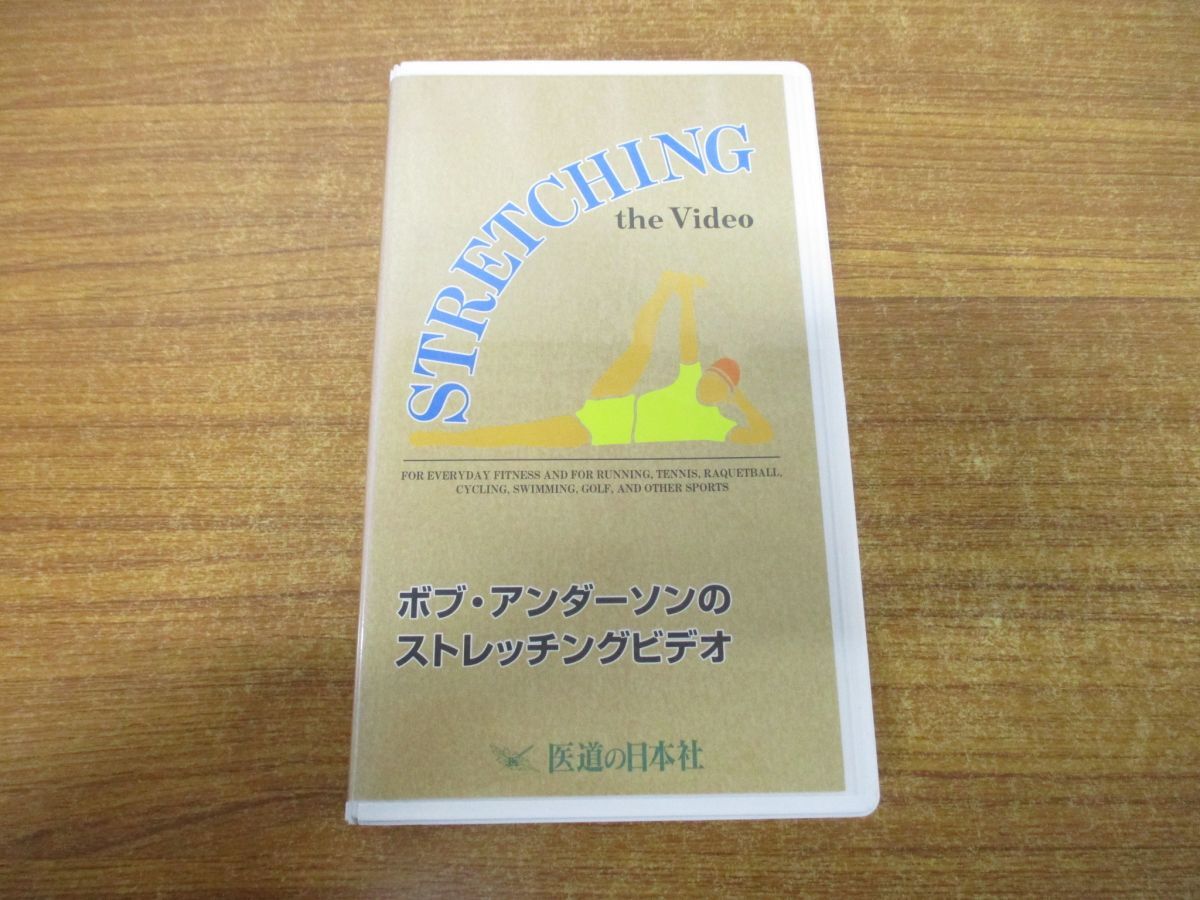 STRETCHING
the Video
FOR EVERYDAY FITNESS AND FOR RUNNING, TENNIS, RAQUETBALL,
CYCLING, SWIMMING, GOLF, AND OTHER SPORTS
ボブ・アンダーソンの
ストレッチングビデオ
医道の日本社